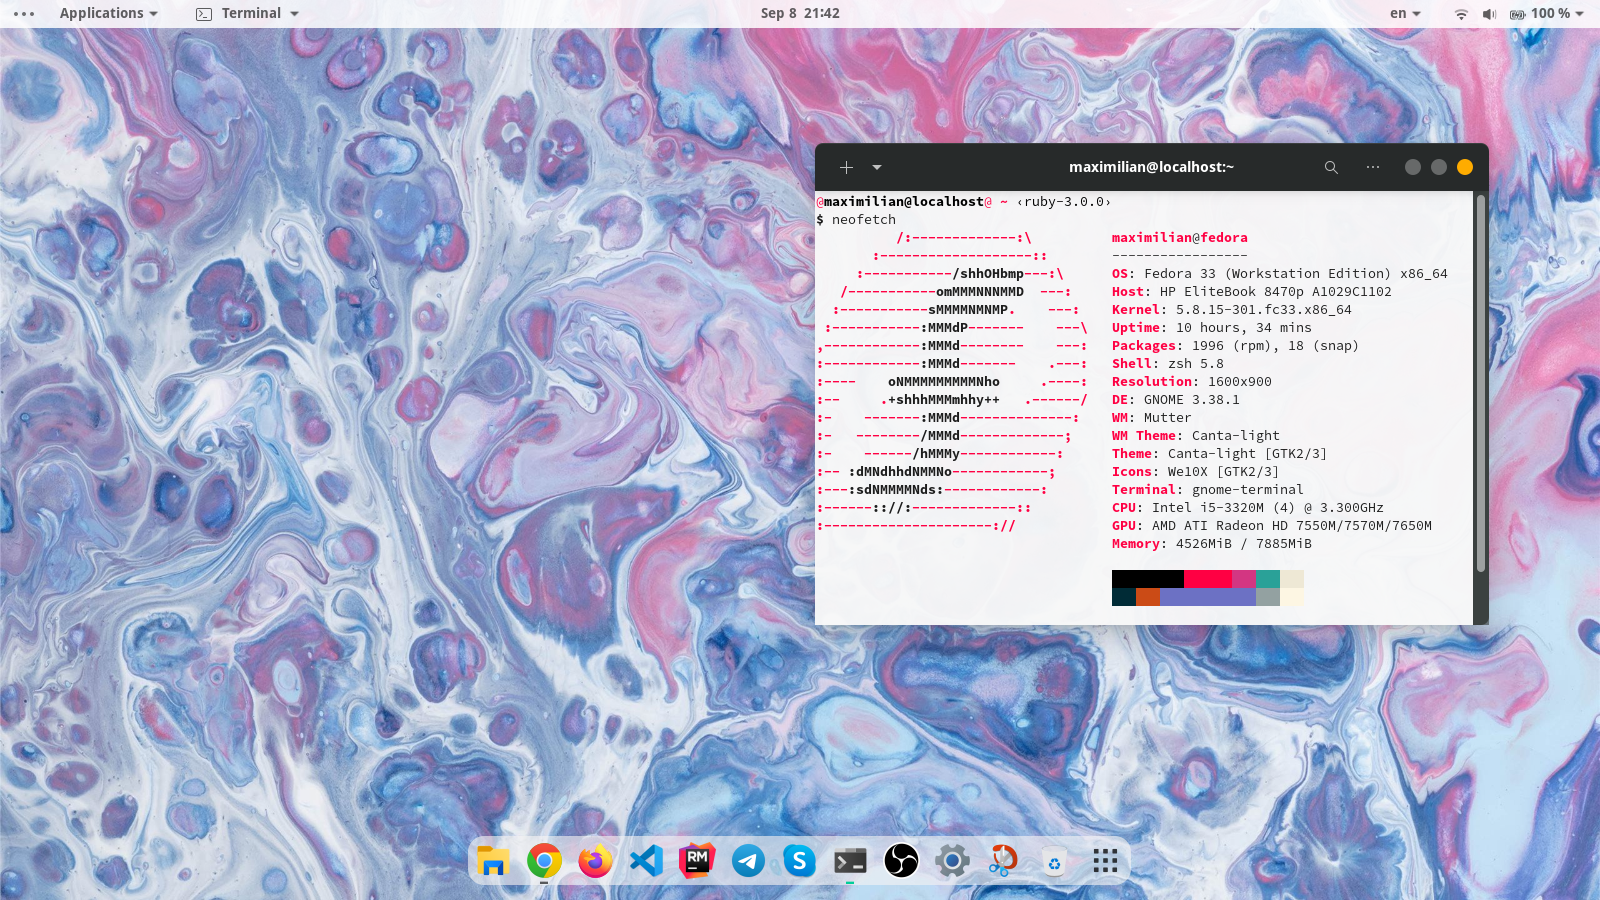 Applications
Terminal
Sep 8 21:42
en
100 %
maximilian@localhost:~
@maximilian@localhost@ ~ ‹ruby-3.0.0›
$ neofetch
/:-------------:\ maximilian@fedora
:-------------------:: -----------------
:-----------/shhOHbmp---:\ OS: Fedora 33 (Workstation Edition) x86_64
/-----------omMMMNNNMMD ---: Host: HP EliteBook 8470p A1029C1102
:-----------sMMMMNMNMP. ---: Kernel: 5.8.15-301.fc33.x86_64
:-----------:MMMdP------- ---\ Uptime: 10 hours, 34 mins
,------------:MMMd-------- ---: Packages: 1996 (rpm), 18 (snap)
:------------:MMMd------- .---: Shell: zsh 5.8
:---- oNMMMMMMMMMNho .----: Resolution: 1600x900
:-- .+shhhMMMmhhy++ .------/ DE: GNOME 3.38.1
:- -------:MMMd--------------: WM: Mutter
:- --------/MMMd-------------; WM Theme: Canta-light
:- ------/hMMMy------------: Theme: Canta-light [GTK2/3]
:-- :dMNdhhdNMMNo------------; Icons: We10X [GTK2/3]
:---:sdNMMMMNds:------------: Terminal: gnome-terminal
:------:://:-------------:: CPU: Intel i5-3320M (4) @ 3.300GHz
:---------------------:// GPU: AMD ATI Radeon HD 7550M/7570M/7650M
Memory: 4526MiB / 7885MiB
RM
S